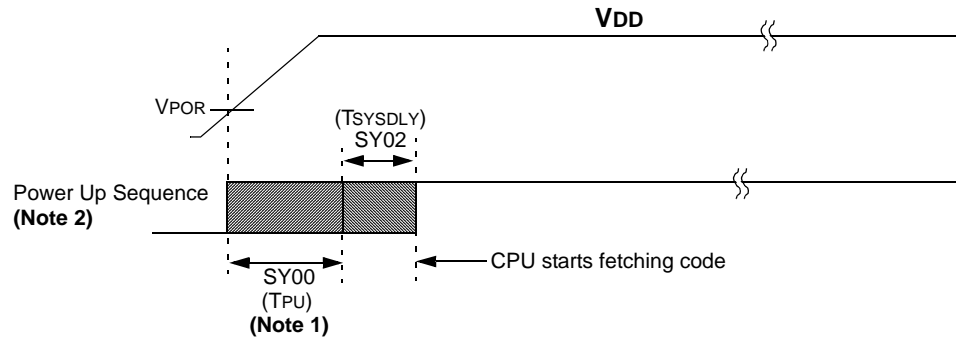 VDD
VPOR
(TSYSDLY)
SY02
Power Up Sequence
(Note 2)
CPU starts fetching code
SY00
(TPU)
(Note 1)